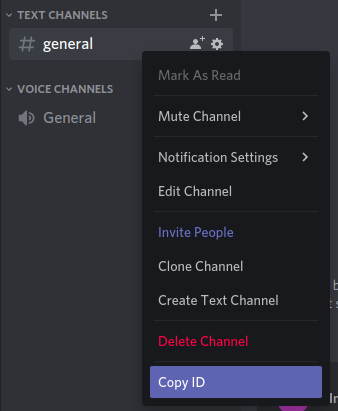 TEXT CHANNELS
general
Mark As Read
Mute Channel
VOICE CHANNELS
General
Notification Settings
Edit Channel
Invite People
Clone Channel
Create Text Channel
Delete Channel
Copy ID